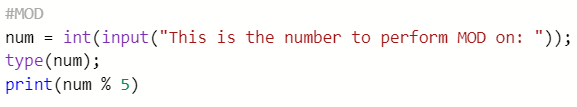 #MOD
num = int(input("This is the number to perform MOD on: "));
type(num);
print(num % 5)